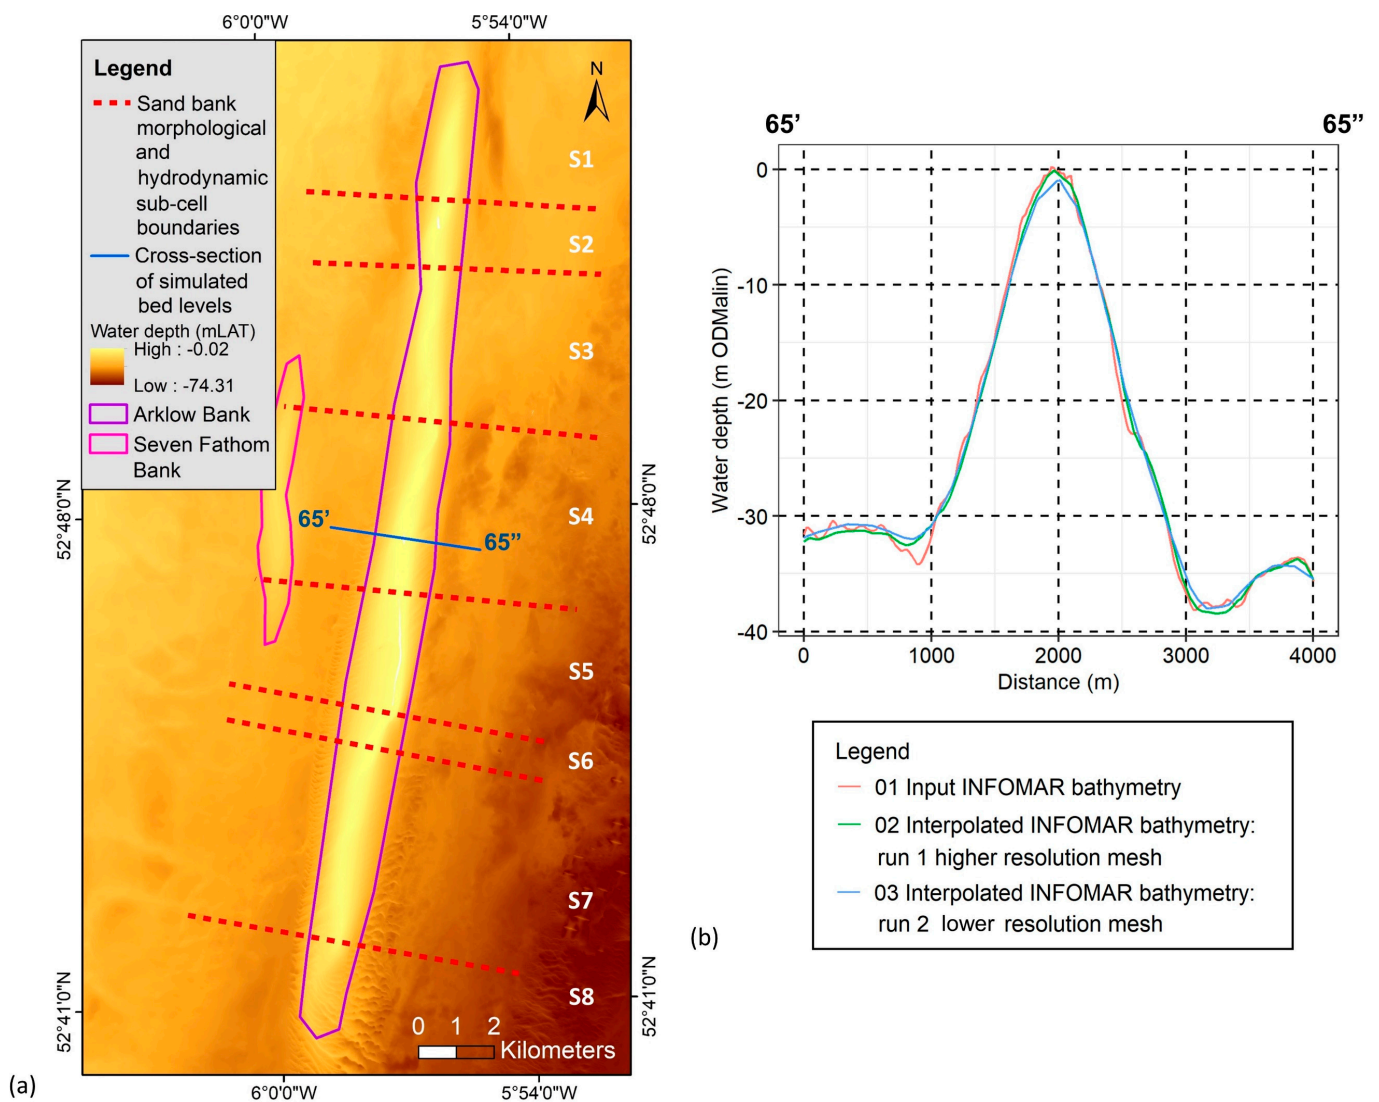 6°0'0"W
5°54'0"W
Legend
Sand bank
morphological
and
hydrodynamic
sub-cell
boundaries
Cross-section
of simulated
bed levels
Water depth (mLAT)
High : -0.02
Low : -74.31
Arklow Bank
Seven Fathom
Bank
N
S1
S2
S3
S4
S5
S6
S7
S8
65’
65”
52°48'0"N
52°48'0"N
52°41'0"N
52°41'0"N
0 1 2
Kilometers
6°0'0"W
5°54'0"W
(a)
65’
65”
0
-10
-20
-30
-40
Water depth (m ODMalin)
0
1000
2000
3000
4000
Distance (m)
Legend
01 Input INFOMAR bathymetry
02 Interpolated INFOMAR bathymetry:
run 1 higher resolution mesh
03 Interpolated INFOMAR bathymetry:
run 2 lower resolution mesh
(b)